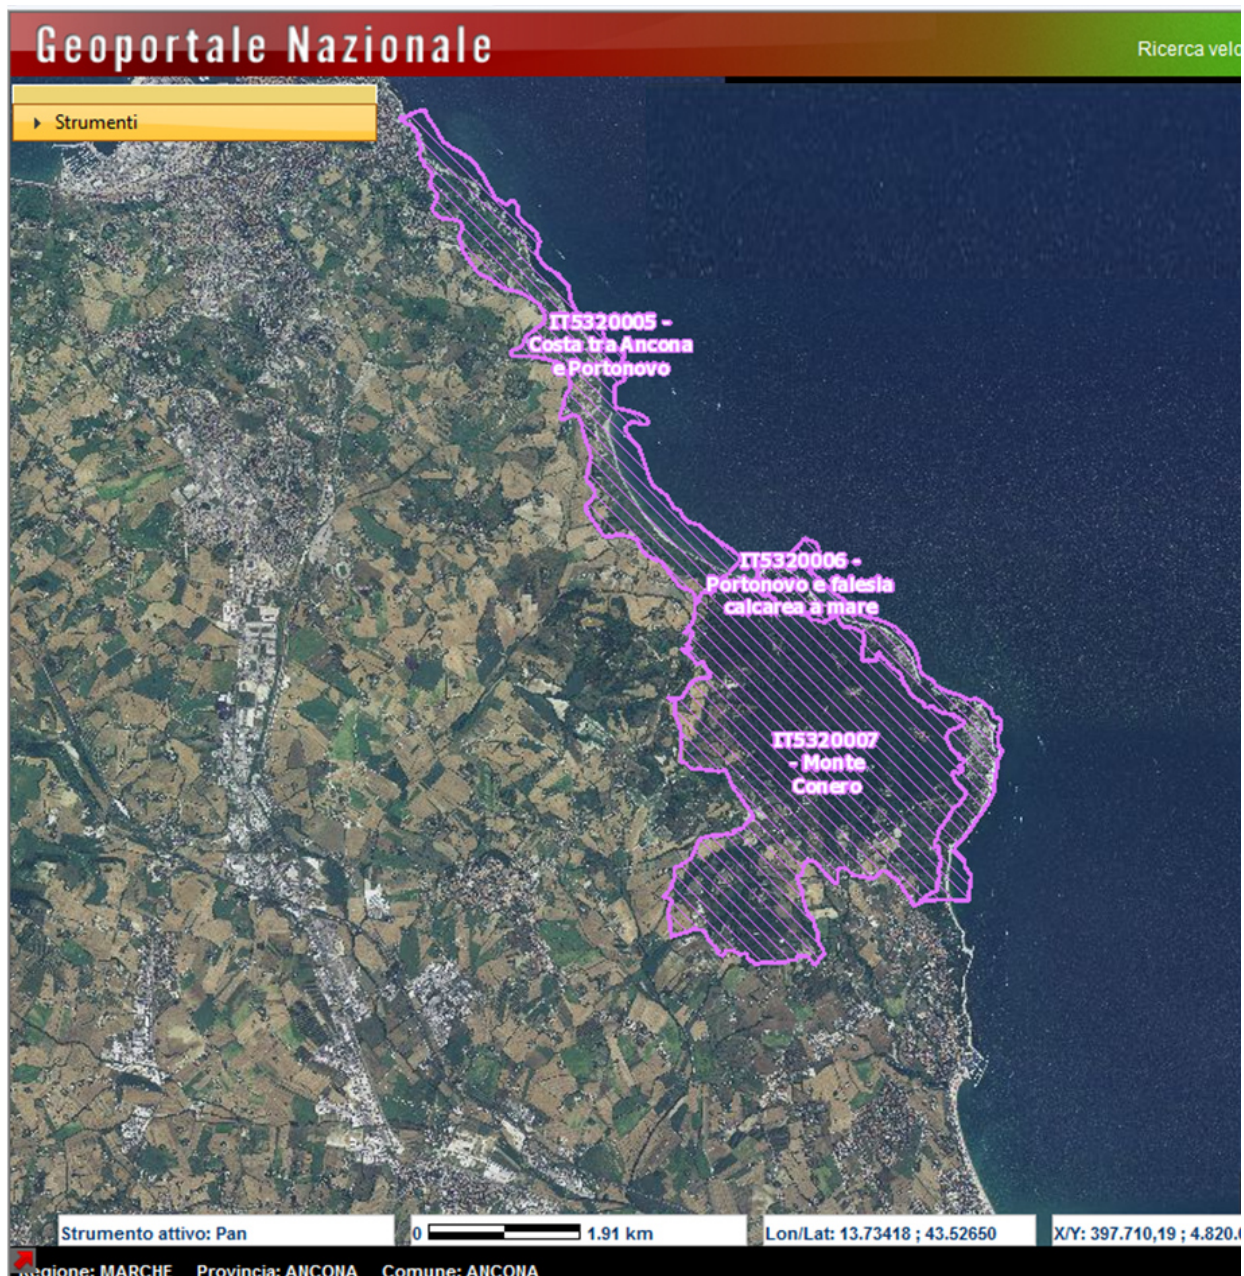 Geoportale Nazionale
Ricerca velo
Strumenti
IT5320005 -
Costa tra Ancona
e Portonovo
IT5320006 -
Portonovo e falesia
calcarea a mare
IT5320007
- Monte
Conero
Strumento attivo: Pan
0 1.91 km
Lon/Lat: 13.73418 ; 43.52650
X/Y: 397.710,19 ; 4.820.
Regione: MARCHE Provincia: ANCONA Comune: ANCONA